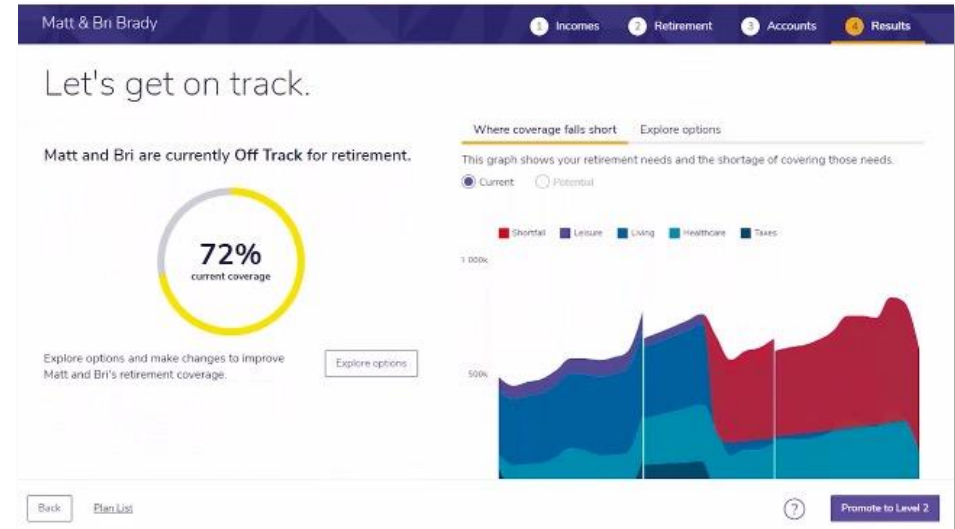 Matt & Bri Brady
1 Incomes
2 Retirement
3 Accounts
4 Results
Let's get on track.
Matt and Bri are currently Off Track for retirement.
72%
current coverage
Explore options and make changes to improve
Matt and Bri's retirement coverage.
Explore options
Where coverage falls short
Explore options
This graph shows your retirement needs and the shortage of covering those needs.
Current
Potential
Shortfall
Leisure
Living
Healthcare
Taxes
1 000k
500k
Back
Plan List
?
Promote to Level 2